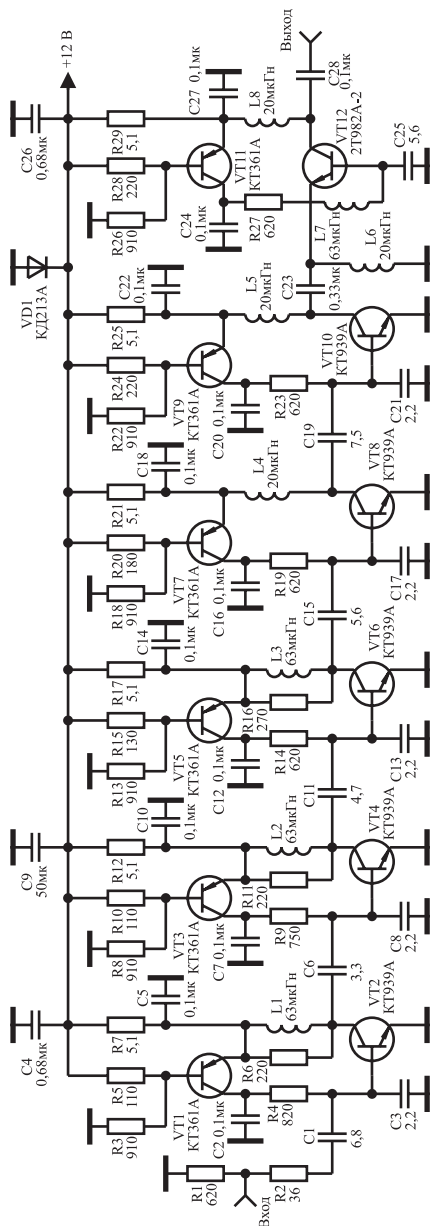 +12 В
C4
0,68мк
C9
50мк
VD1
КД213А
C26
0,68мк
R3
910
R5
110
R7
5,1
C5
0,1мк
R8
910
R10
110
R12
5,1
C10
0,1мк
R13
910
R15
130
R17
5,1
C14
0,1мк
R18
910
R20
180
R21
5,1
C18
0,1мк
R22
910
R24
220
R25
5,1
C22
0,1мк
R26
910
R28
220
R29
5,1
C27
0,1мк
VT1
КТ361А
VT3
КТ361А
VT5
КТ361А
VT7
КТ361А
VT9
КТ361А
VT11
КТ361А
R1
620
C2 0,1мк
R6
220
L1
63мкГн
C7 0,1мк
R11
220
L2
63мкГн
C12 0,1мк
R16
270
L3
63мкГн
C16 0,1мк
L4
20мкГн
C20 0,1мк
L5
20мкГн
C24
0,1мк
L8
20мкГн
Вход
R2
36
R4
820
R9
750
R14
620
R19
620
R23
620
C23
0,33мк
R27
620
VT12
2Т982А-2
C28
0,1мк
Выход
C1
6,8
C6
3,3
C11
4,7
C15
5,6
C19
7,5
L7
63мкГн
L6
20мкГн
C25
5,6
VT2
КТ939А
VT4
КТ939А
VT6
КТ939А
VT8
КТ939А
VT10
КТ939А
C3
2,2
C8
2,2
C13
2,2
C17
2,2
C21
2,2